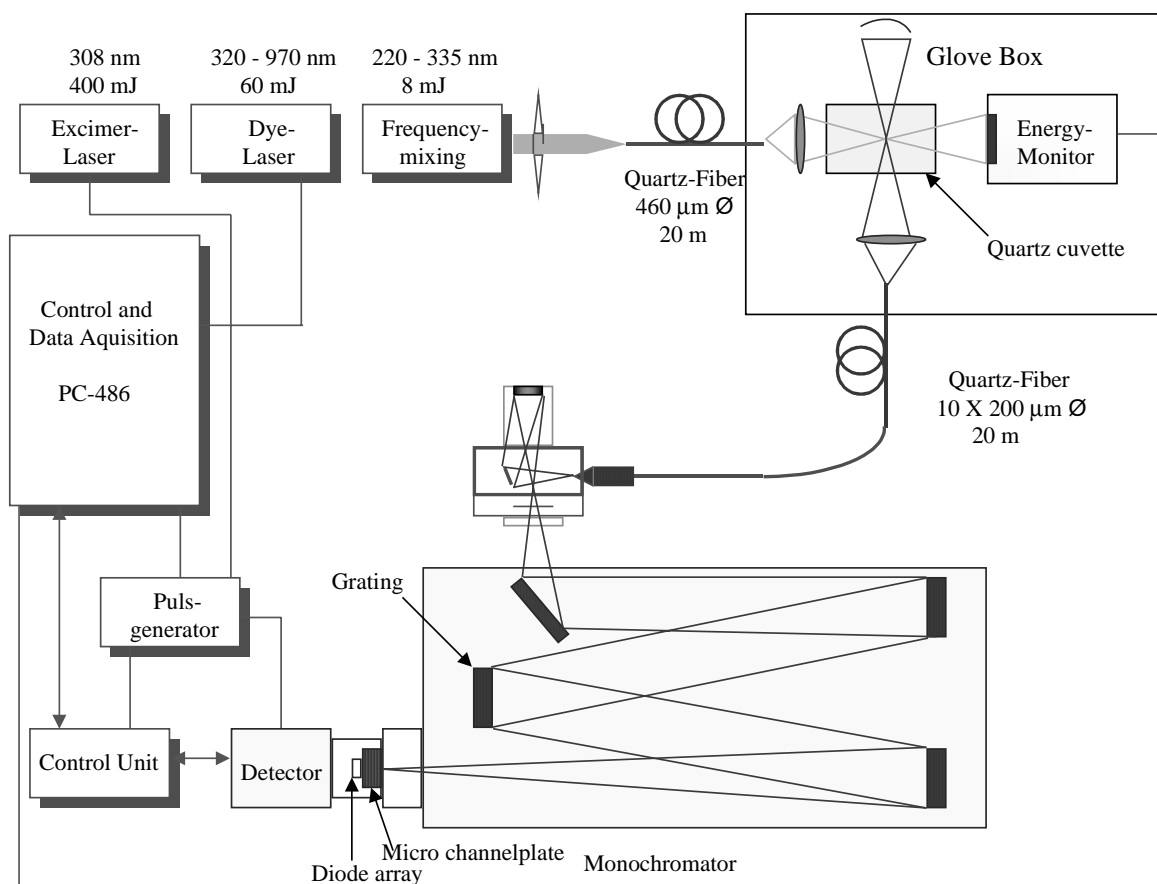 308 nm
400 mJ
320 - 970 nm
60 mJ
220 - 335 nm
8 mJ
Glove Box
Excimer-
Laser
Dye-
Laser
Frequency-
mixing
Energy-
Monitor
Quartz-Fiber
460 µm Ø
20 m
Quartz cuvette
Control and
Data Aquisition
PC-486
Quartz-Fiber
10 X 200 µm Ø
20 m
Grating
Puls-
generator
Control Unit
Detector
Micro channelplate
Diode array
Monochromator